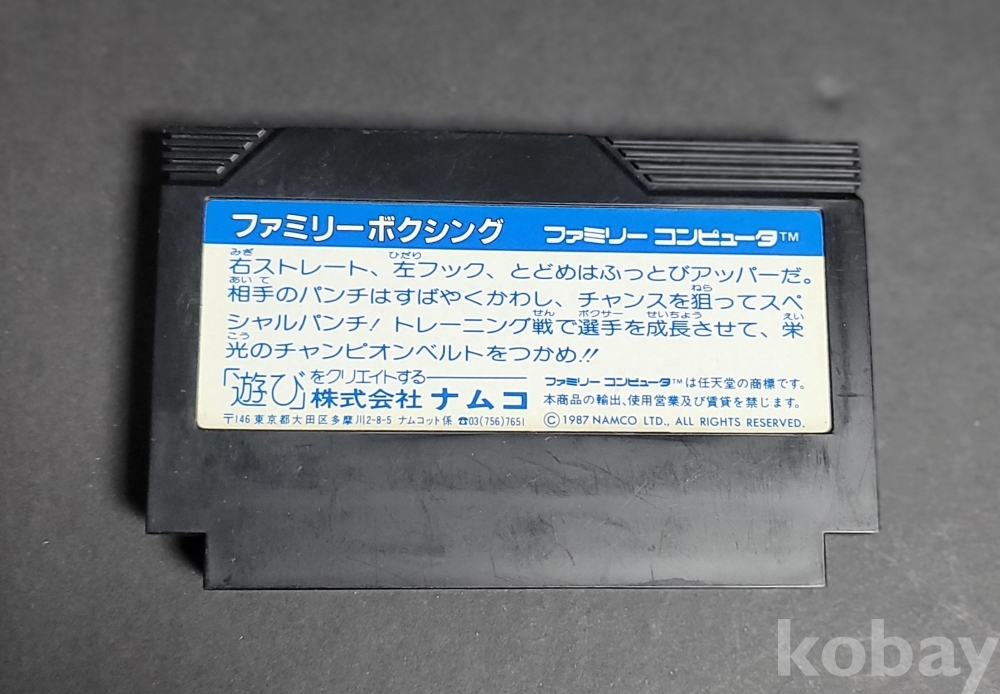 ファミリーボクシング ファミリー コンピュータ™
みぎ ひだり
右ストレート、左フック、とどめはふっとびアッパーだ。
あいて ねら
相手のパンチはすばやくかわし、チャンスを狙ってスペ
せん ボクサー せいちょう えい
シャルパンチ! トレーニング戦で選手を成長させて、栄
こう
光のチャンピオンベルトをつかめ!!
「遊び」をクリエイトする
株式会社 ナムコ
〒146 東京都大田区多摩川2-8-5 ナムコット係 ☎03(756)7651
ファミリー コンピュータ™は任天堂の商標です。
本商品の輸出、使用営業及び賃貸を禁じます。
©1987 NAMCO LTD., ALL RIGHTS RESERVED.
kobay